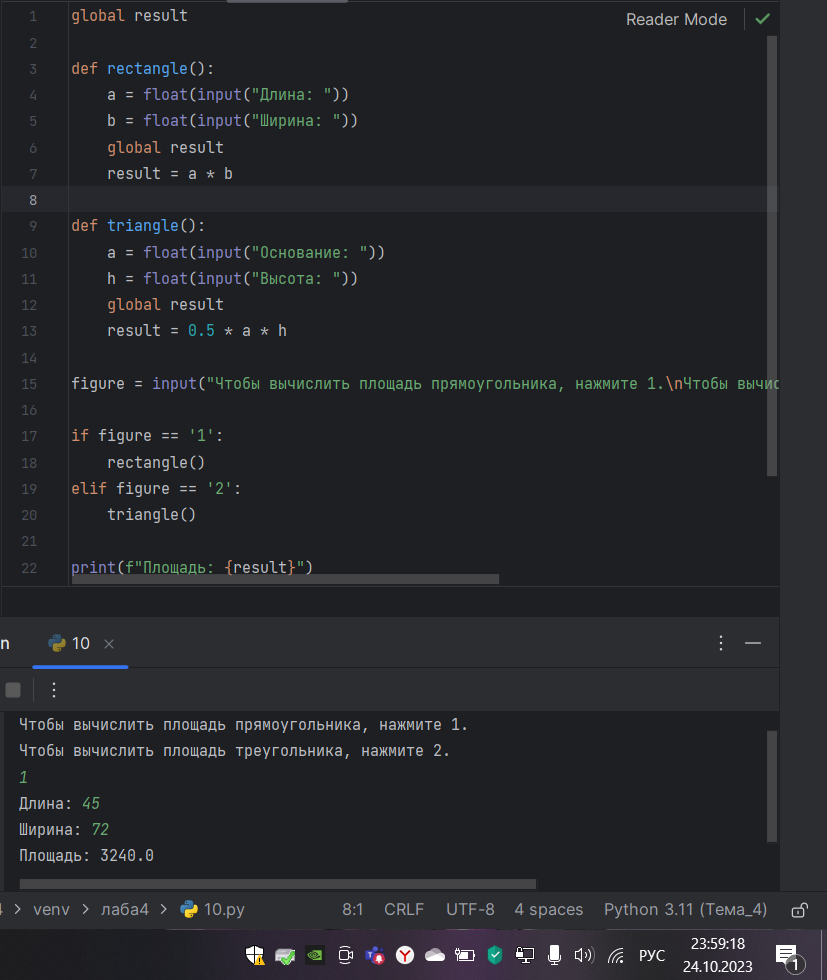 1 global result
Reader Mode
2
3 def rectangle():
4 a = float(input("Длина: "))
5 b = float(input("Ширина: "))
6 global result
7 result = a * b
8
9 def triangle():
10 a = float(input("Основание: "))
11 h = float(input("Высота: "))
12 global result
13 result = 0.5 * a * h
14
15 figure = input("Чтобы вычислить площадь прямоугольника, нажмите 1.\nЧтобы вычис
16
17 if figure == '1':
18 rectangle()
19 elif figure == '2':
20 triangle()
21
22 print(f"Площадь: {result}")
n 10
Чтобы вычислить площадь прямоугольника, нажмите 1.
Чтобы вычислить площадь треугольника, нажмите 2.
1
Длина: 45
Ширина: 72
Площадь: 3240.0
> venv > лаба4 > 10.py 8:1 CRLF UTF-8 4 spaces Python 3.11 (Тема_4)
РУС 23:59:18
24.10.2023
1